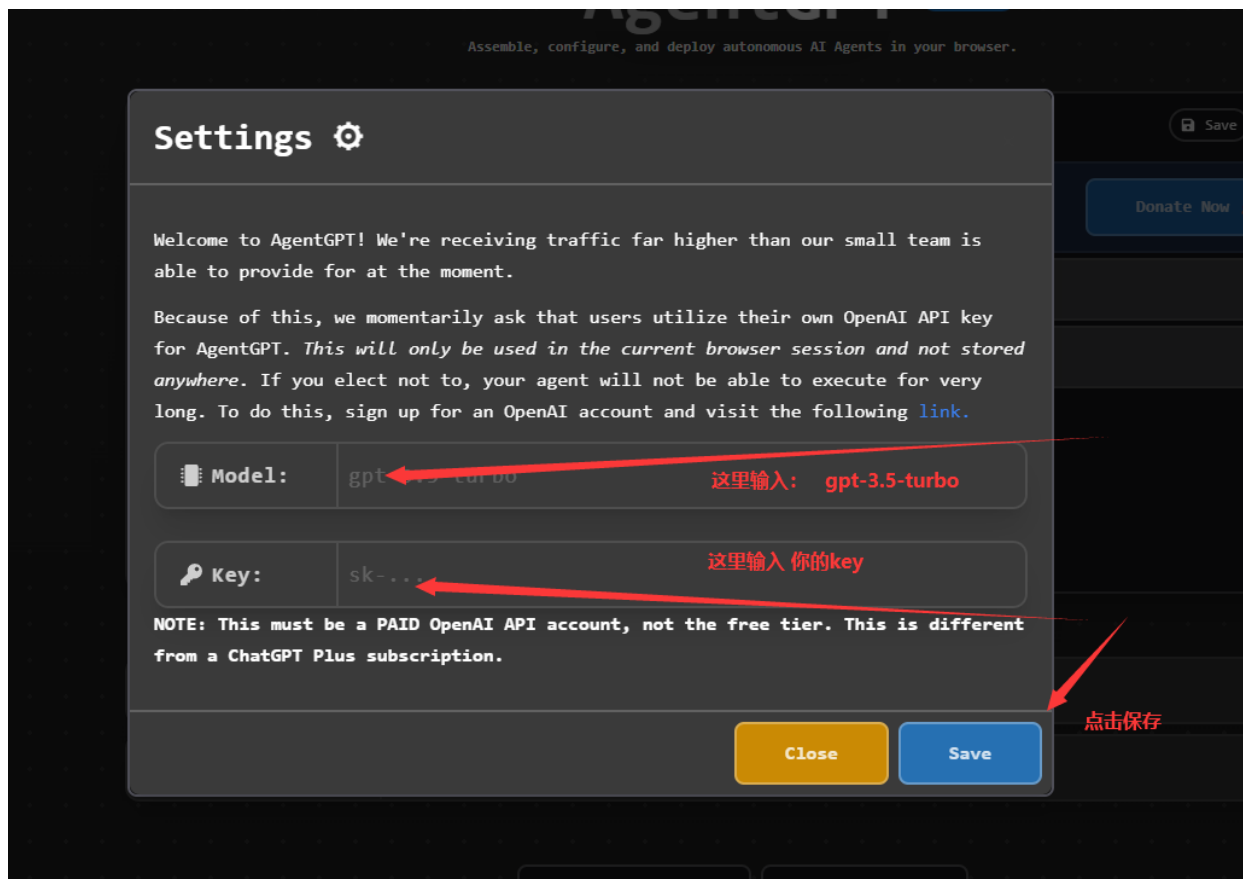 AgentGPT
Assemble, configure, and deploy autonomous AI Agents in your browser.
Save
Settings
Donate Now
Welcome to AgentGPT! We're receiving traffic far higher than our small team is
able to provide for at the moment.
Because of this, we momentarily ask that users utilize their own OpenAI API key
for AgentGPT. This will only be used in the current browser session and not stored
anywhere. If you elect not to, your agent will not be able to execute for very
long. To do this, sign up for an OpenAI account and visit the following link.
Model: gpt-3.5-turbo
这里输入： gpt-3.5-turbo
Key: sk-...
这里输入 你的key
NOTE: This must be a PAID OpenAI API account, not the free tier. This is different
from a ChatGPT Plus subscription.
点击保存
Close
Save